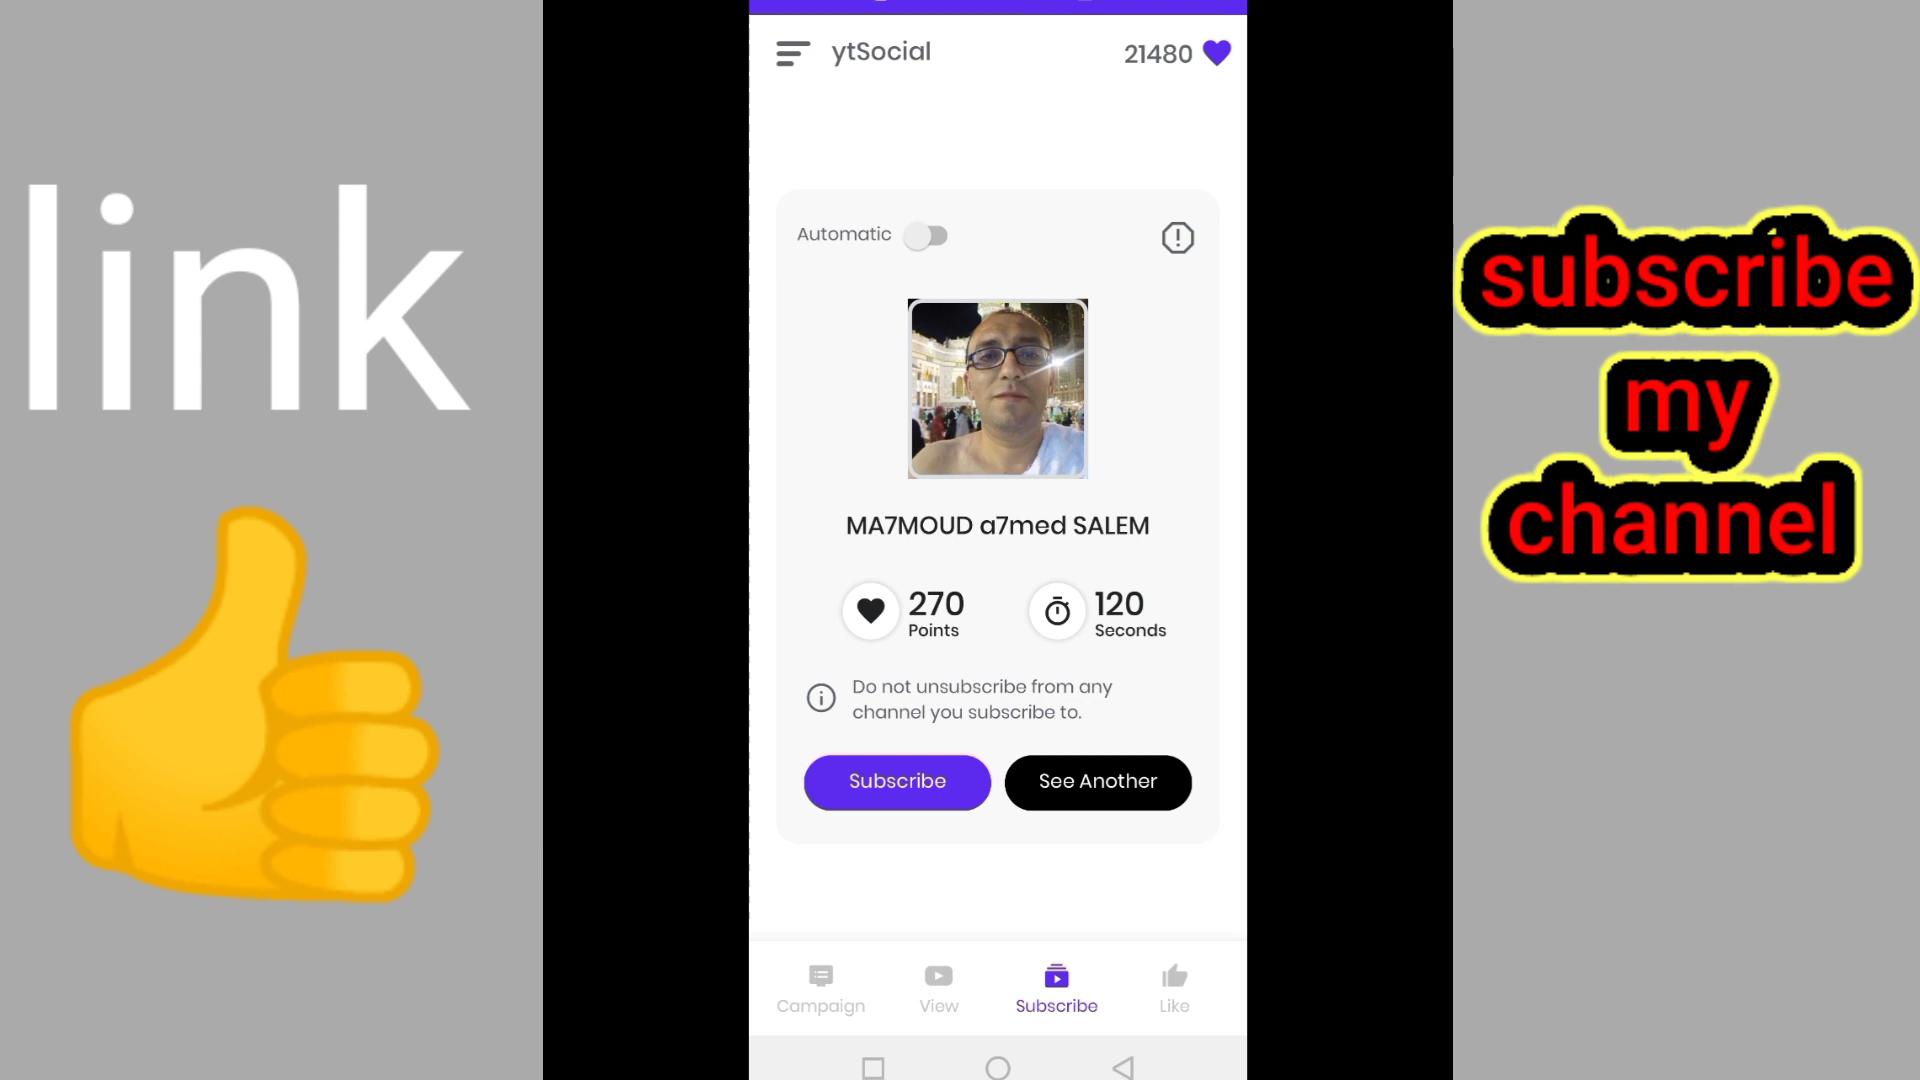 link
ytSocial
21480
Automatic
MA7MOUD a7med SALEM
270
Points
120
Seconds
Do not unsubscribe from any
channel you subscribe to.
Subscribe
See Another
Campaign
View
Subscribe
Like
subscribe
my
channel